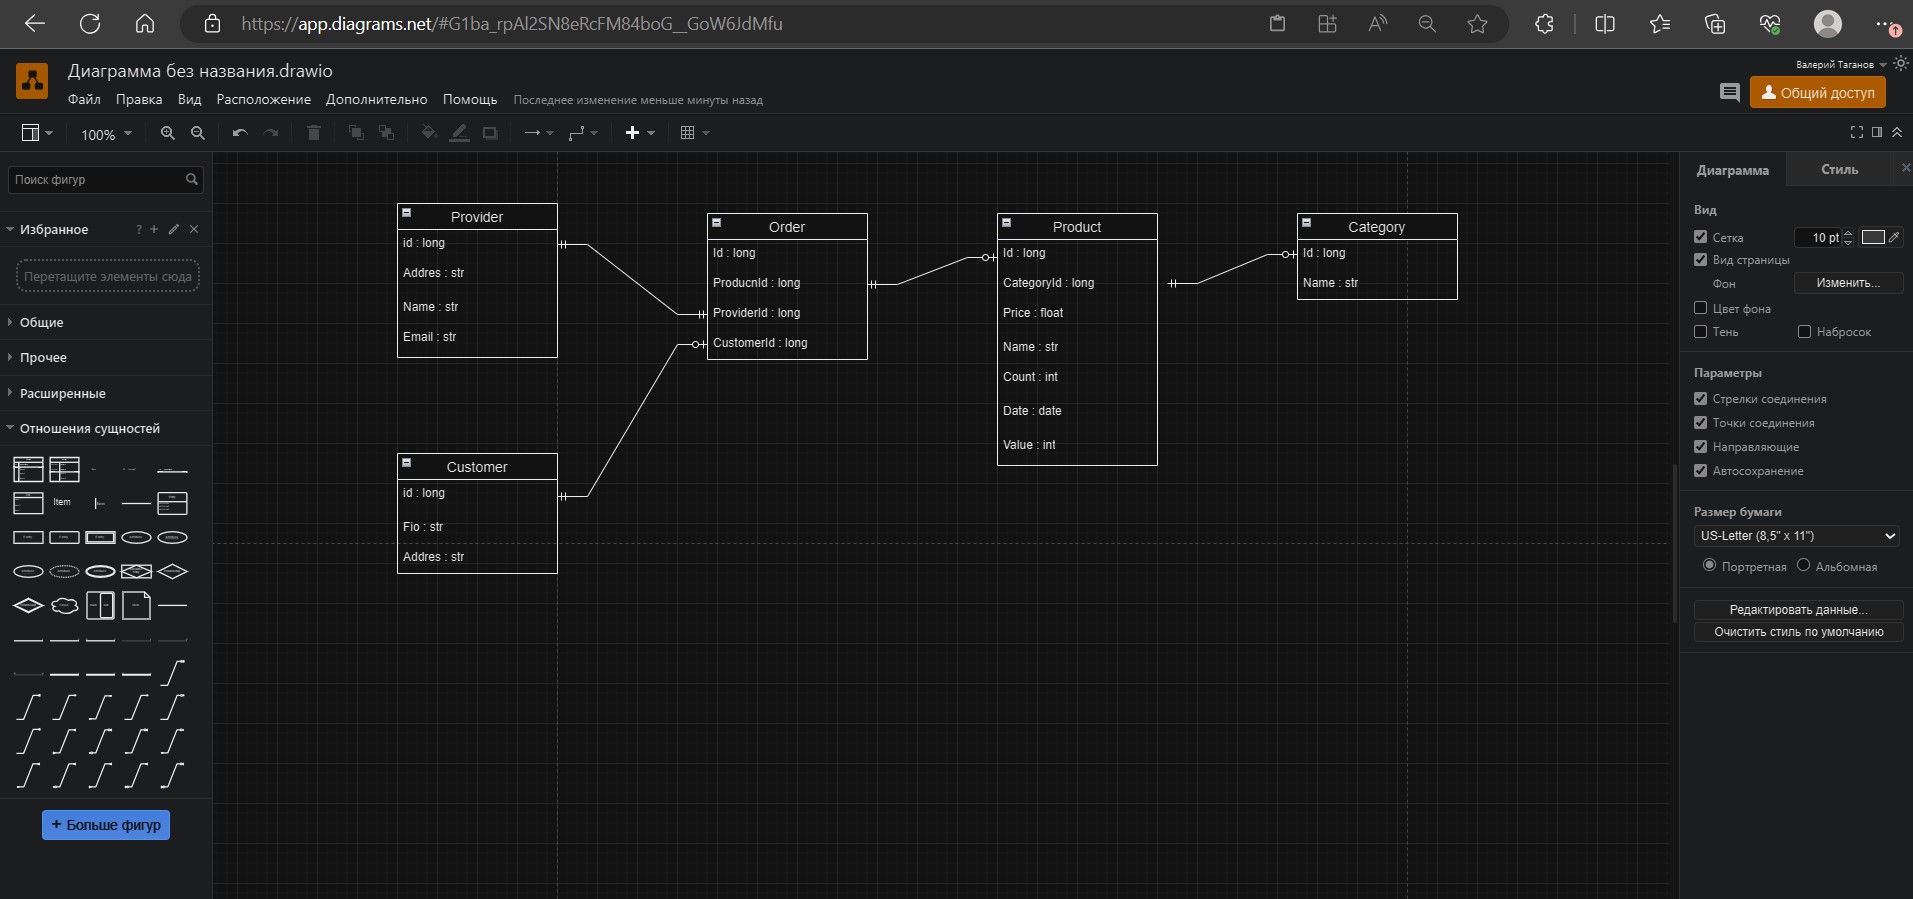 https://app.diagrams.net/#G1ba_rpAl2SN8eRcFM84boG__GoW6JdMfu
Диаграмма без названия.drawio
Валерий Таганов
Файл Правка Вид Расположение Дополнительно Помощь Последнее изменение меньше минуты назад
Общий доступ
100%
Поиск фигур
Избранное
Перетащите элементы сюда
Общие
Прочее
Расширенные
Отношения сущностей
Item
+ Больше фигур
Provider
id : long
Addres : str
Name : str
Email : str
Order
Id : long
ProducnId : long
ProviderId : long
CustomerId : long
Product
Id : long
CategoryId : long
Price : float
Name : str
Count : int
Date : date
Value : int
Category
Id : long
Name : str
Customer
id : long
Fio : str
Addres : str
Диаграмма Стиль
Вид
Сетка 10 pt
Вид страницы
Фон Изменить...
Цвет фона
Тень Набросок
Параметры
Стрелки соединения
Точки соединения
Направляющие
Автосохранение
Размер бумаги
US-Letter (8,5" x 11")
Портретная Альбомная
Редактировать данные...
Очистить стиль по умолчанию